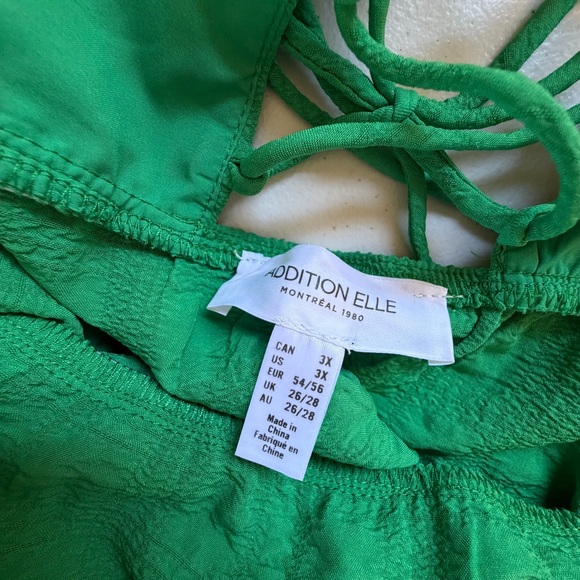 ADDITION ELLE
MONTRÉAL 1980
CAN 3X
US 3X
EUR 54/56
UK 26/28
AU 26/28
Made in
China
Fabriqué en
Chine